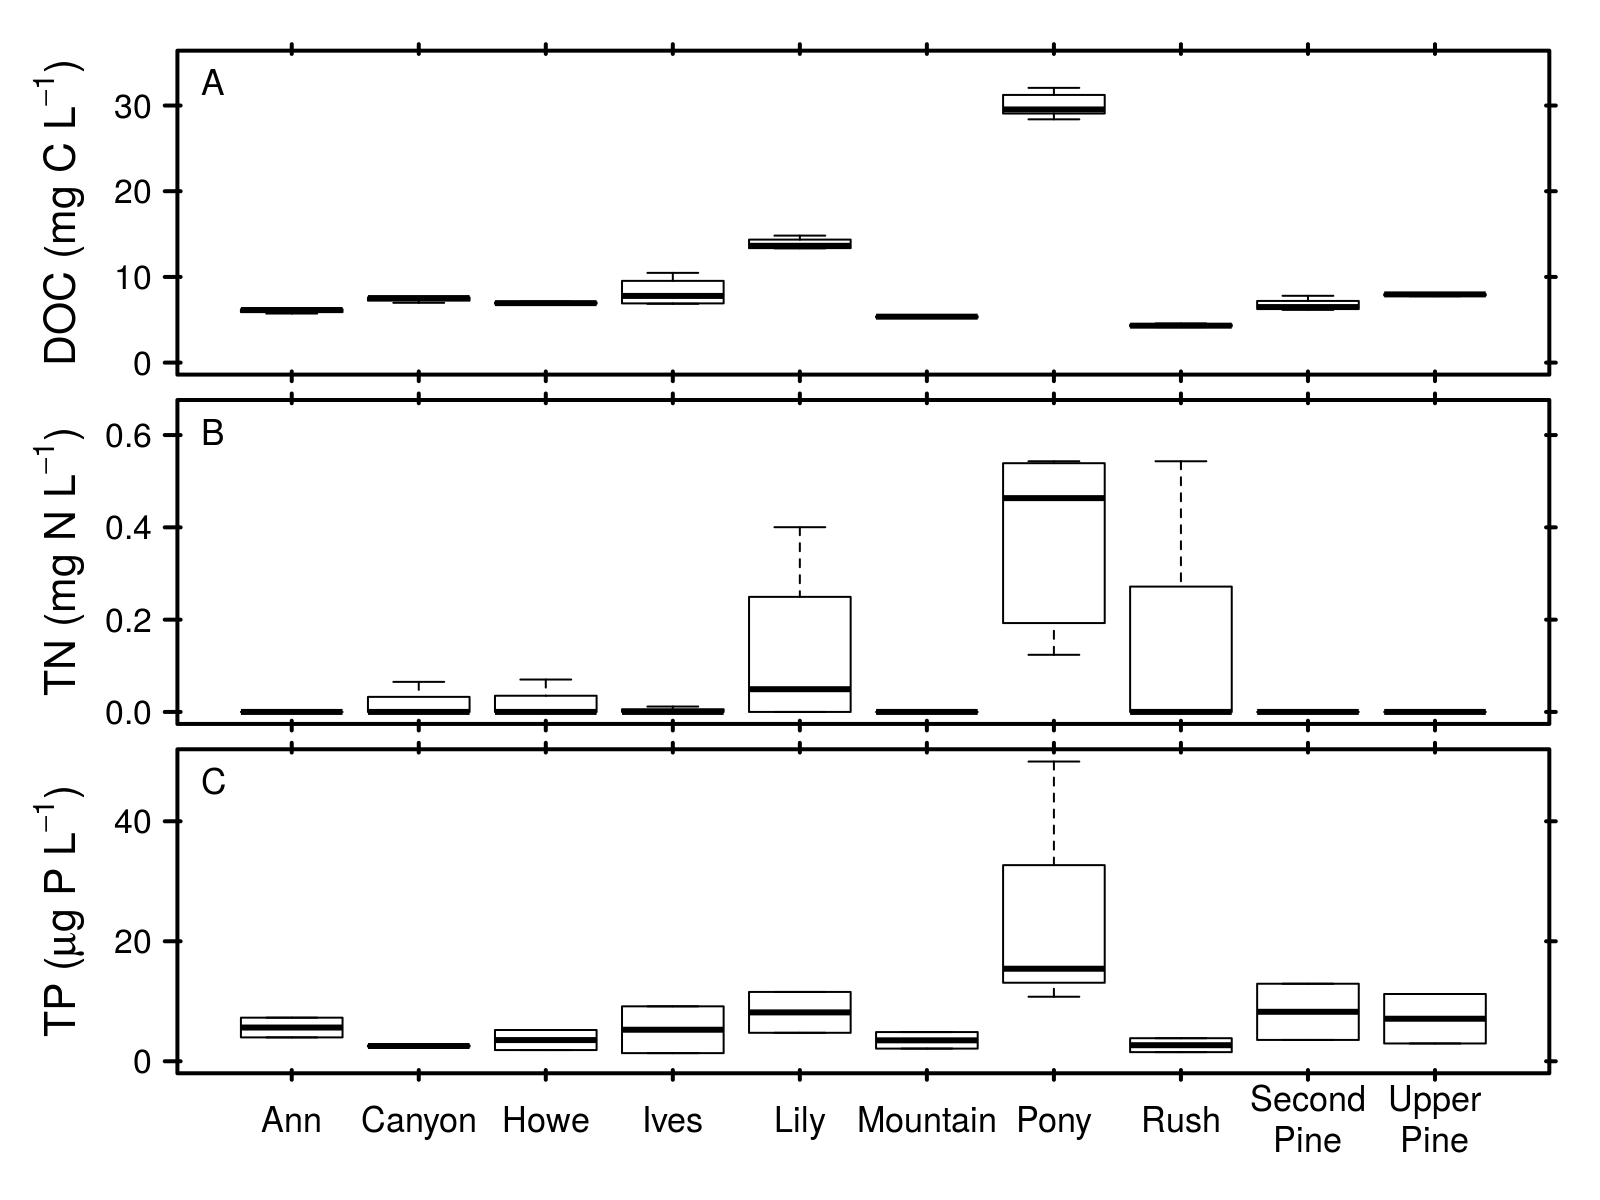 A
DOC (mg C L⁻¹)
30
20
10
0
B
TN (mg N L⁻¹)
0.6
0.4
0.2
0.0
C
TP (µg P L⁻¹)
40
20
0
Ann Canyon Howe Ives Lily Mountain Pony Rush Second Pine Upper Pine